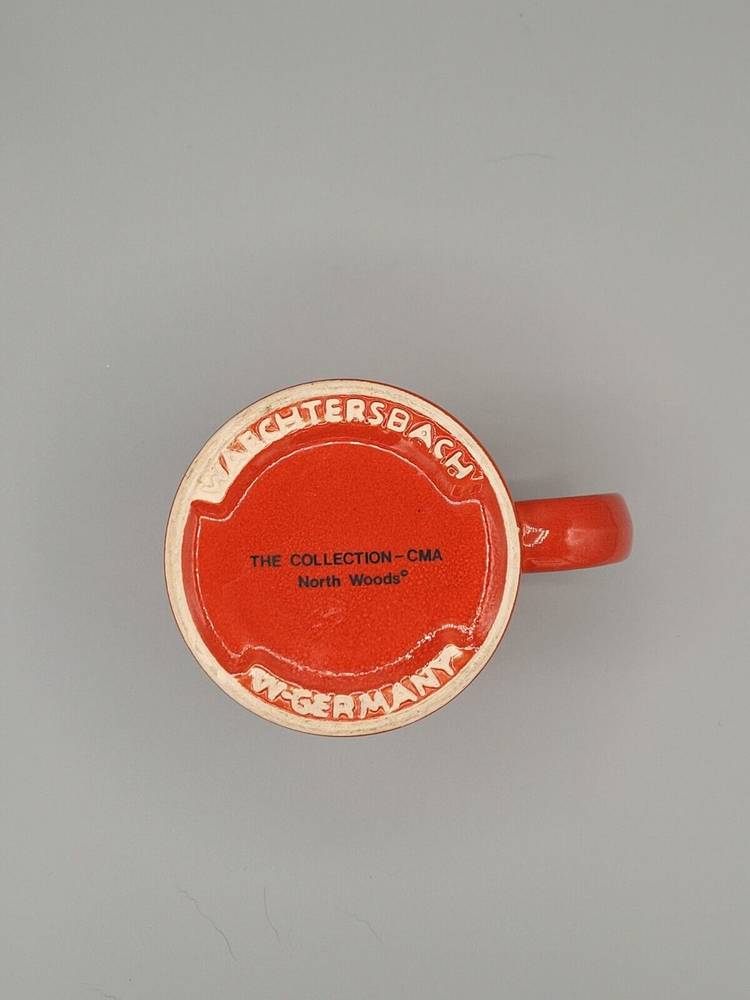 WAECHTERSBACH
THE COLLECTION–CMA
North Woods©
W-GERMANY